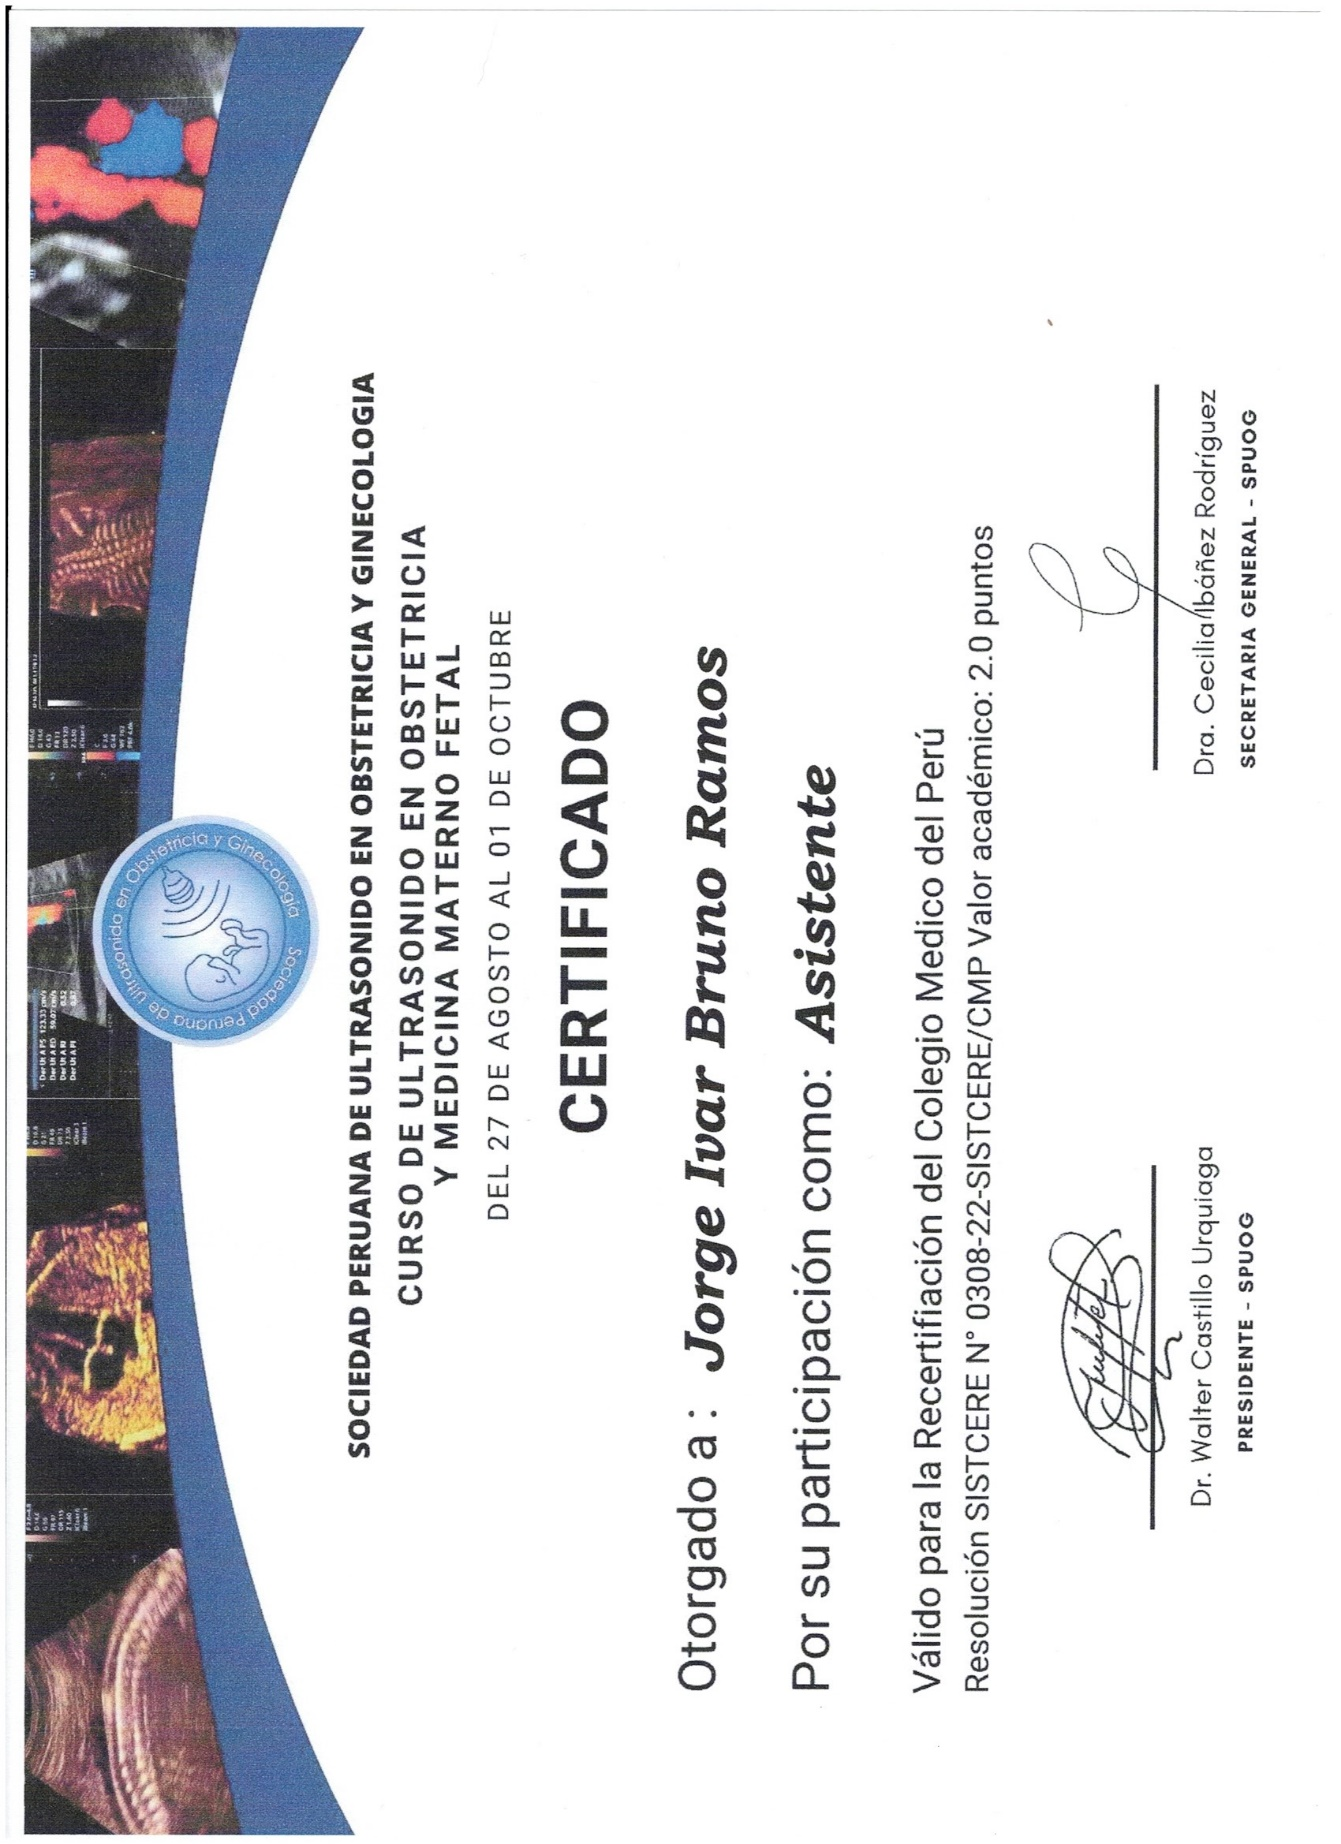 Sociedad Peruana de Ultrasonido en Obstetricia y Ginecología
SOCIEDAD PERUANA DE ULTRASONIDO EN OBSTETRICIA Y GINECOLOGIA
CURSO DE ULTRASONIDO EN OBSTETRICIA
Y MEDICINA MATERNO FETAL
DEL 27 DE AGOSTO AL 01 DE OCTUBRE
CERTIFICADO
Otorgado a : Jorge Ivar Bruno Ramos
Por su participación como: Asistente
Válido para la Recertifiación del Colegio Medico del Perú
Resolución SISTCERE N° 0308-22-SISTCERE/CMP Valor académico: 2.0 puntos
Dr. Walter Castillo Urquiaga
PRESIDENTE - SPUOG
Dra. Cecilia Ibáñez Rodríguez
SECRETARIA GENERAL - SPUOG